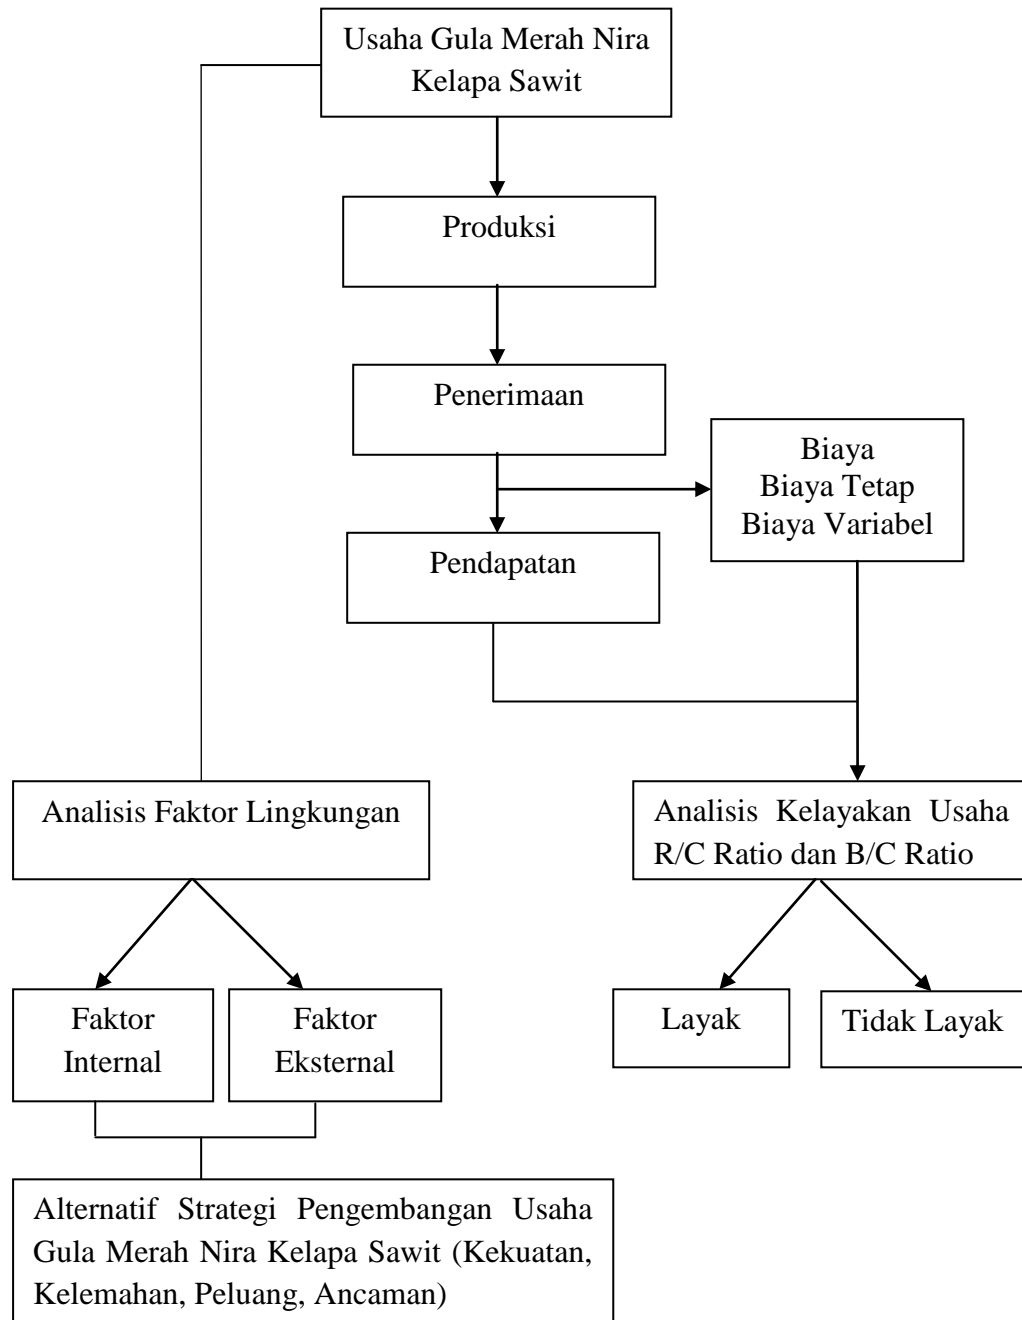 Usaha Gula Merah Nira
Kelapa Sawit
Produksi
Penerimaan
Biaya
Biaya Tetap
Biaya Variabel
Pendapatan
Analisis Faktor Lingkungan
Analisis Kelayakan Usaha
R/C Ratio dan B/C Ratio
Faktor
Internal
Faktor
Eksternal
Layak
Tidak Layak
Alternatif Strategi Pengembangan Usaha
Gula Merah Nira Kelapa Sawit (Kekuatan,
Kelemahan, Peluang, Ancaman)